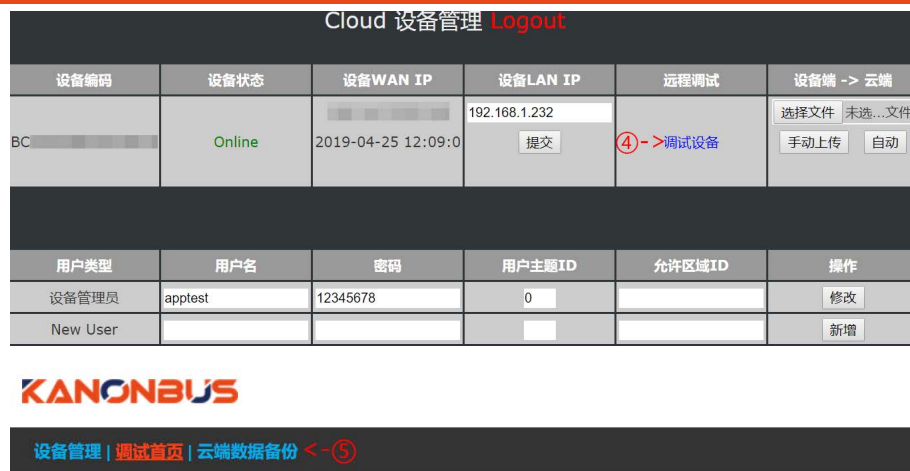 Cloud 设备管理 Logout
设备编码 设备状态 设备WAN IP 设备LAN IP 远程调试 设备端 -> 云端
192.168.1.232 选择文件 未选...文件
BC Online 2019-04-25 12:09:0 提交 ④->调试设备 手动上传 自动
用户类型 用户名 密码 用户主题ID 允许区域ID 操作
设备管理员 apptest 12345678 0 修改
New User 新增
KANONBUS
设备管理 | 调试首页 | 云端数据备份 <-⑤